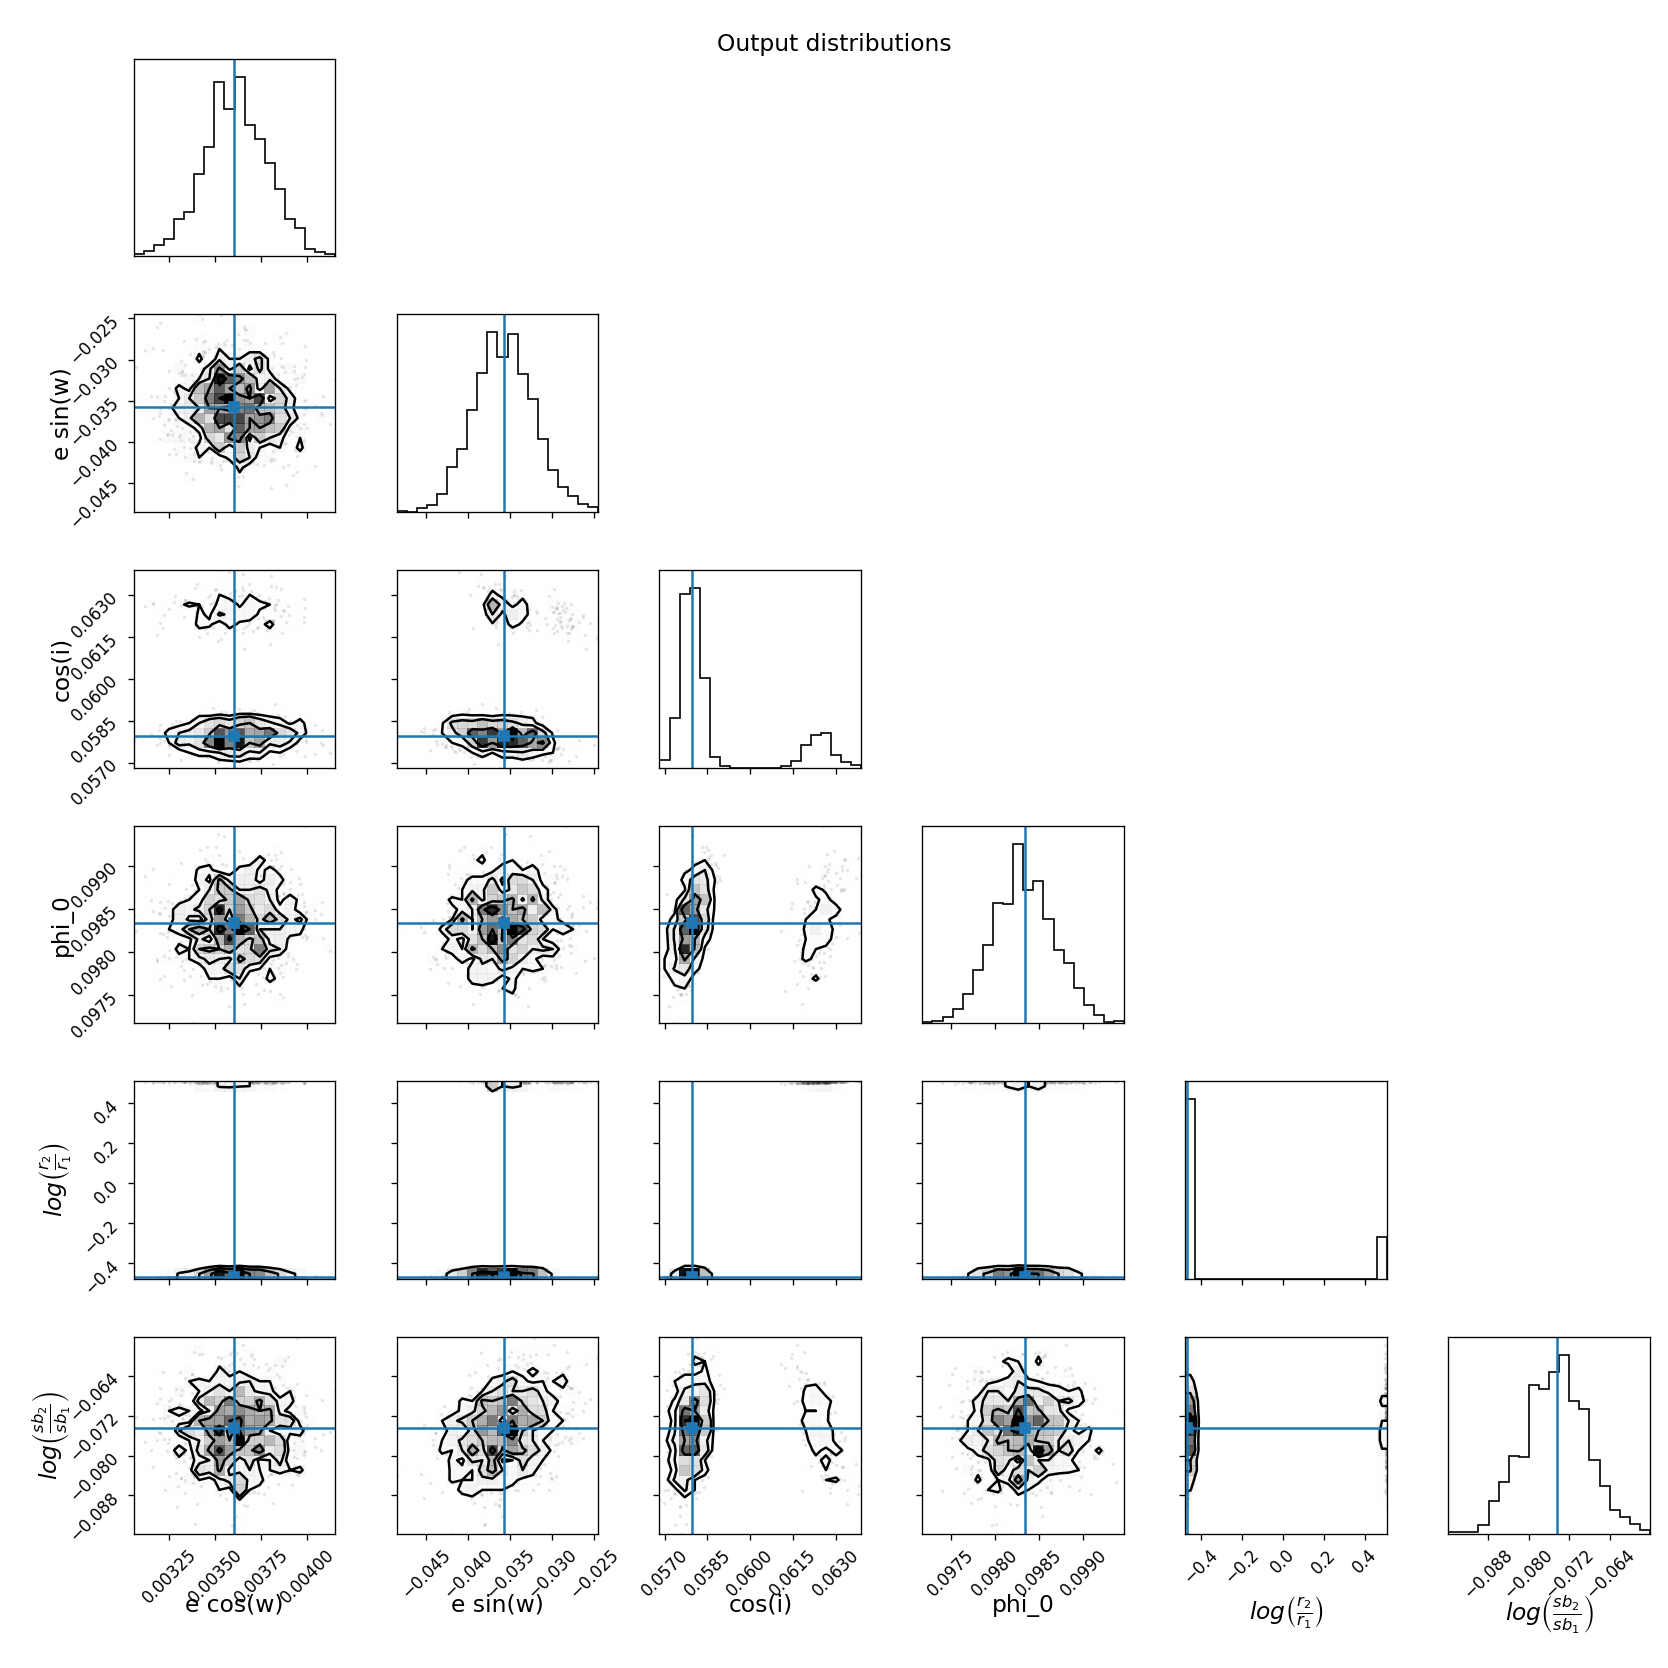 Output distributions
e sin(w)
−0.025
−0.030
−0.035
−0.040
−0.045
cos(i)
0.0630
0.0615
0.0600
0.0585
0.0570
phi_0
0.0990
0.0985
0.0980
0.0975
log(r₂/r₁)
0.4
0.2
0.0
−0.2
−0.4
log(sb₂/sb₁)
−0.064
−0.072
−0.080
−0.088
0.00325 0.00350 0.00375 0.00400
e cos(w)
−0.045 −0.040 −0.035 −0.030 −0.025
e sin(w)
0.0570 0.0585 0.0600 0.0615 0.0630
cos(i)
0.0975 0.0980 0.0985 0.0990
phi_0
−0.4 −0.2 0.0 0.2 0.4
log(r₂/r₁)
−0.088 −0.080 −0.072 −0.064
log(sb₂/sb₁)